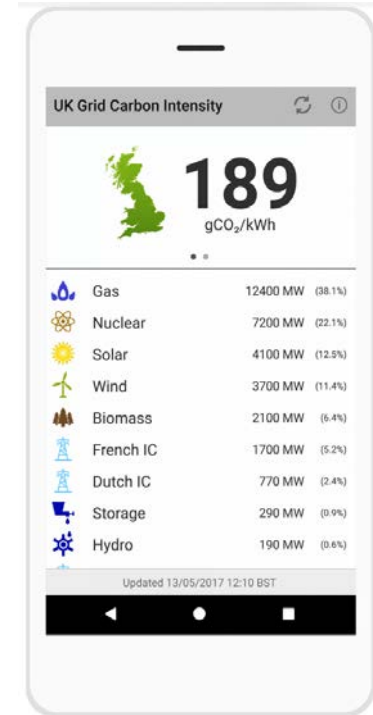 UK Grid Carbon Intensity
189
gCO₂/kWh
Gas 12400 MW (38.1%)
Nuclear 7200 MW (22.1%)
Solar 4100 MW (12.5%)
Wind 3700 MW (11.4%)
Biomass 2100 MW (6.4%)
French IC 1700 MW (5.2%)
Dutch IC 770 MW (2.4%)
Storage 290 MW (0.9%)
Hydro 190 MW (0.6%)
Updated 13/05/2017 12:10 BST